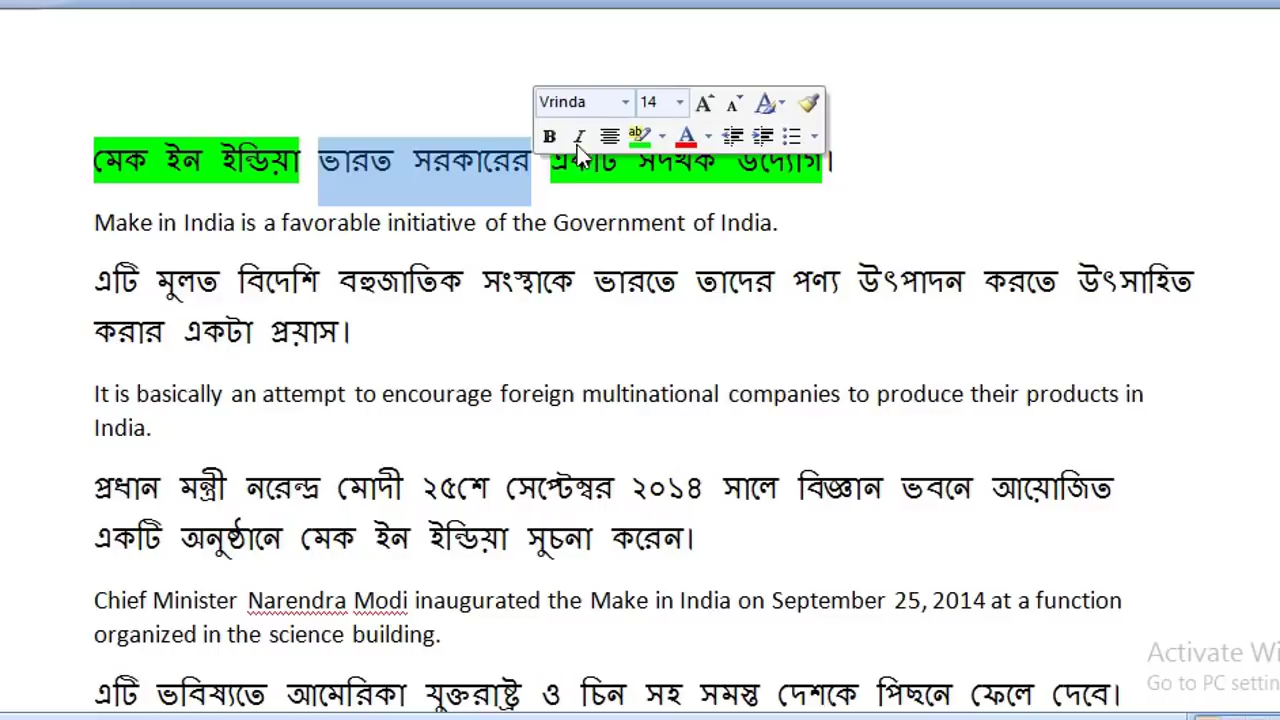 Vrinda 14
মেক ইন ইন্ডিয়া ভারত সরকারের একটি সদর্থক উদ্যোগ।
Make in India is a favorable initiative of the Government of India.
এটি মুলত বিদেশি বহুজাতিক সংস্থাকে ভারতে তাদের পণ্য উৎপাদন করতে উৎসাহিত
করার একটা প্রয়াস।
It is basically an attempt to encourage foreign multinational companies to produce their products in
India.
প্রধান মন্ত্রী নরেন্দ্র মোদী ২৫শে সেপ্টেম্বর ২০১৪ সালে বিজ্ঞান ভবনে আয়োজিত
একটি অনুষ্ঠানে মেক ইন ইন্ডিয়া সুচনা করেন।
Chief Minister Narendra Modi inaugurated the Make in India on September 25, 2014 at a function
organized in the science building.
Activate Wi
Go to PC settin
এটি ভবিষ্যতে আমেরিকা যুক্তরাষ্ট্র ও চিন সহ সমস্ত দেশকে পিছনে ফেলে দেবে।